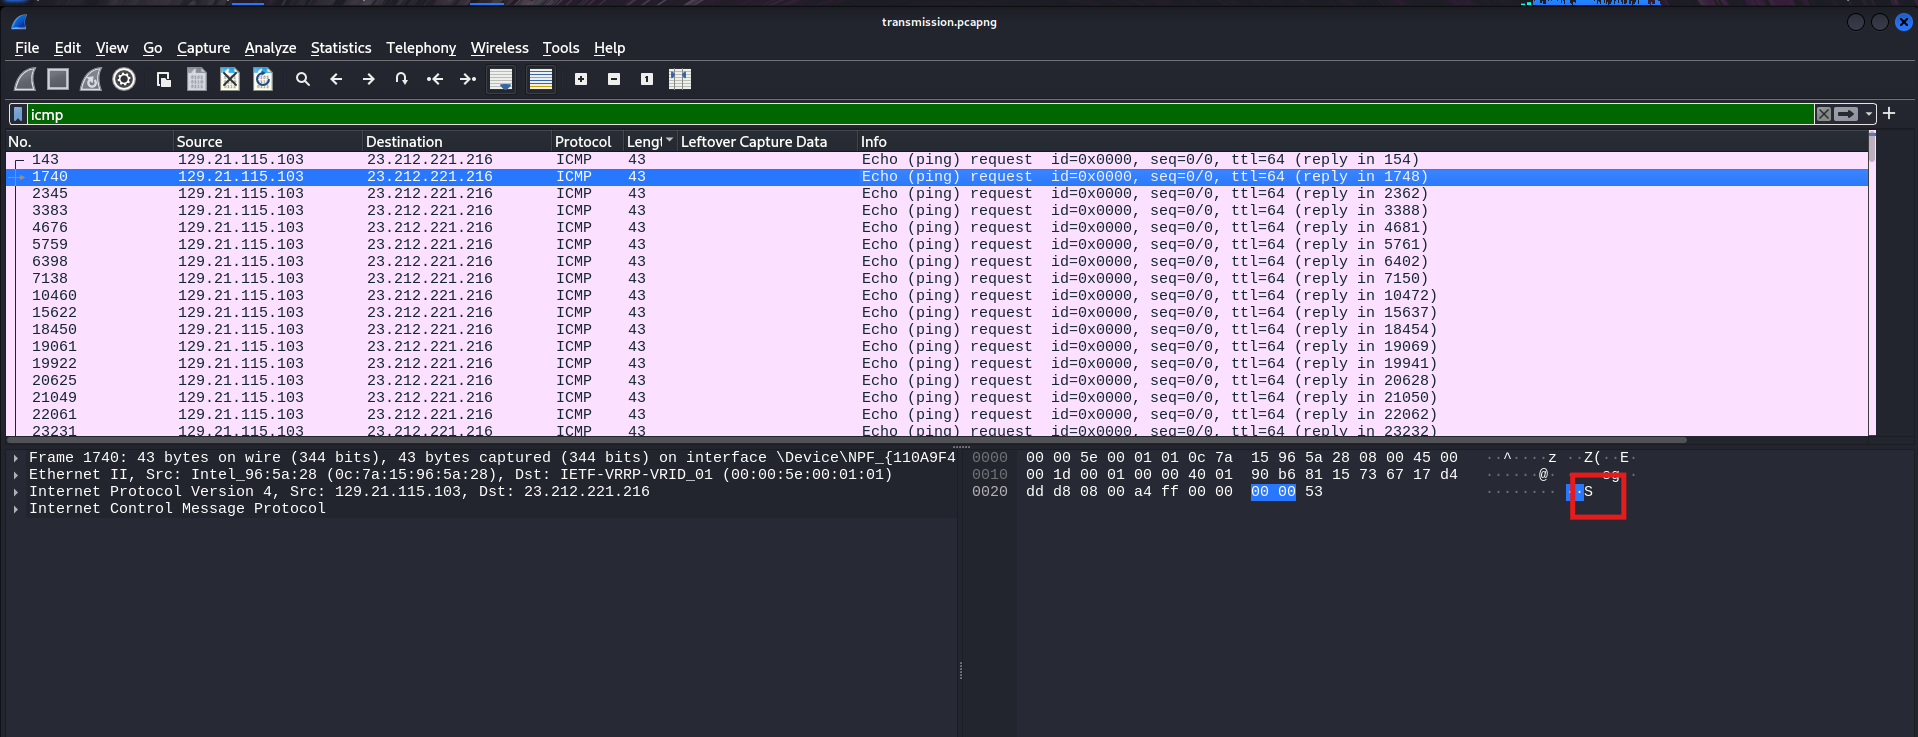 transmission.pcapng
File Edit View Go Capture Analyze Statistics Telephony Wireless Tools Help
icmp
No. Source Destination Protocol Lengt Leftover Capture Data Info
143 129.21.115.103 23.212.221.216 ICMP 43 Echo (ping) request id=0x0000, seq=0/0, ttl=64 (reply in 154)
1740 129.21.115.103 23.212.221.216 ICMP 43 Echo (ping) request id=0x0000, seq=0/0, ttl=64 (reply in 1748)
2345 129.21.115.103 23.212.221.216 ICMP 43 Echo (ping) request id=0x0000, seq=0/0, ttl=64 (reply in 2362)
3383 129.21.115.103 23.212.221.216 ICMP 43 Echo (ping) request id=0x0000, seq=0/0, ttl=64 (reply in 3388)
4676 129.21.115.103 23.212.221.216 ICMP 43 Echo (ping) request id=0x0000, seq=0/0, ttl=64 (reply in 4681)
5759 129.21.115.103 23.212.221.216 ICMP 43 Echo (ping) request id=0x0000, seq=0/0, ttl=64 (reply in 5761)
6398 129.21.115.103 23.212.221.216 ICMP 43 Echo (ping) request id=0x0000, seq=0/0, ttl=64 (reply in 6402)
7138 129.21.115.103 23.212.221.216 ICMP 43 Echo (ping) request id=0x0000, seq=0/0, ttl=64 (reply in 7150)
10460 129.21.115.103 23.212.221.216 ICMP 43 Echo (ping) request id=0x0000, seq=0/0, ttl=64 (reply in 10472)
15622 129.21.115.103 23.212.221.216 ICMP 43 Echo (ping) request id=0x0000, seq=0/0, ttl=64 (reply in 15637)
18450 129.21.115.103 23.212.221.216 ICMP 43 Echo (ping) request id=0x0000, seq=0/0, ttl=64 (reply in 18454)
19061 129.21.115.103 23.212.221.216 ICMP 43 Echo (ping) request id=0x0000, seq=0/0, ttl=64 (reply in 19069)
19922 129.21.115.103 23.212.221.216 ICMP 43 Echo (ping) request id=0x0000, seq=0/0, ttl=64 (reply in 19941)
20625 129.21.115.103 23.212.221.216 ICMP 43 Echo (ping) request id=0x0000, seq=0/0, ttl=64 (reply in 20628)
21049 129.21.115.103 23.212.221.216 ICMP 43 Echo (ping) request id=0x0000, seq=0/0, ttl=64 (reply in 21050)
22061 129.21.115.103 23.212.221.216 ICMP 43 Echo (ping) request id=0x0000, seq=0/0, ttl=64 (reply in 22062)
23231 129.21.115.103 23.212.221.216 ICMP 43 Echo (ping) request id=0x0000, seq=0/0, ttl=64 (reply in 23232)
Frame 1740: 43 bytes on wire (344 bits), 43 bytes captured (344 bits) on interface \Device\NPF_{110A9F4
Ethernet II, Src: Intel_96:5a:28 (0c:7a:15:96:5a:28), Dst: IETF-VRRP-VRID_01 (00:00:5e:00:01:01)
Internet Protocol Version 4, Src: 129.21.115.103, Dst: 23.212.221.216
Internet Control Message Protocol
0000 00 00 5e 00 01 01 0c 7a 15 96 5a 28 08 00 45 00 ··^····z ··Z(··E·
0010 00 1d 00 01 00 00 40 01 90 b6 81 15 73 67 17 d4 ······@· ····sg··
0020 dd d8 08 00 a4 ff 00 00 00 00 53 ········ ··S